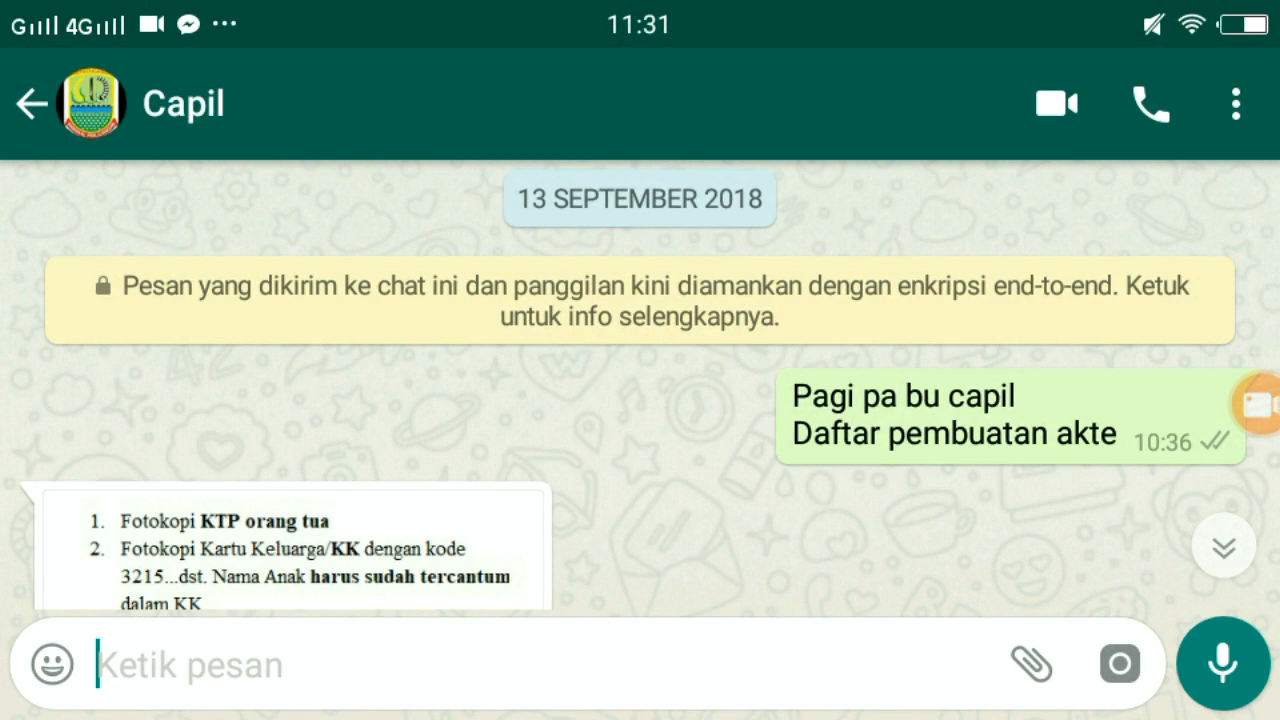 G 4G 11:31
Capil
13 SEPTEMBER 2018
Pesan yang dikirim ke chat ini dan panggilan kini diamankan dengan enkripsi end-to-end. Ketuk
untuk info selengkapnya.
Pagi pa bu capil
Daftar pembuatan akte 10:36
1. Fotokopi KTP orang tua
2. Fotokopi Kartu Keluarga/KK dengan kode
3215...dst. Nama Anak harus sudah tercantum
dalam KK
Ketik pesan